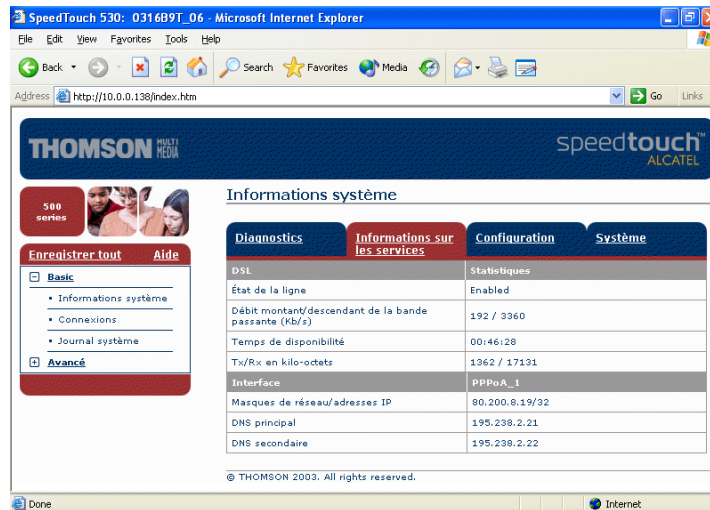 SpeedTouch 530: 0316B9T_06 - Microsoft Internet Explorer
File Edit View Favorites Tools Help
Back Search Favorites Media
Address http://10.0.0.138/index.htm Go Links
THOMSON MULTI MEDIA
speedtouch™
ALCATEL
500 series
Informations système
Diagnostics Informations sur les services Configuration Système
Enregistrer tout Aide
Basic
Informations système
Connexions
Journal système
Avancé
DSL Statistiques
État de la ligne Enabled
Débit montant/descendant de la bande passante (Kb/s) 192 / 3360
Temps de disponibilité 00:46:28
Tx/Rx en kilo-octets 1362 / 17131
Interface PPPoA_1
Masques de réseau/adresses IP 80.200.8.19/32
DNS principal 195.238.2.21
DNS secondaire 195.238.2.22
© THOMSON 2003. All rights reserved.
Done Internet